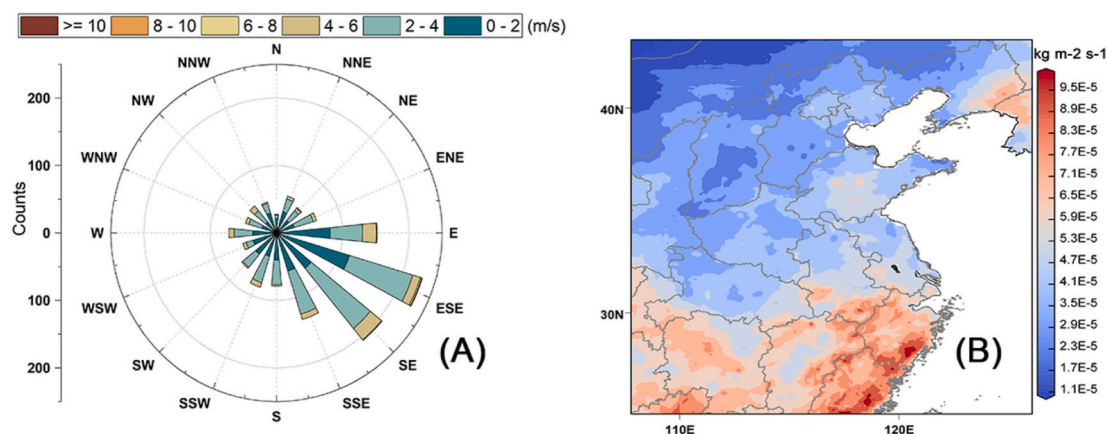 >= 10 8 - 10 6 - 8 4 - 6 2 - 4 0 - 2 (m/s)
N
NNW NNE
NW NE
WNW ENE
W E
WSW ESE
SW SE
SSW SSE
S
Counts
200
100
0
100
200
(A)
kg m-2 s-1
9.5E-5
8.9E-5
8.3E-5
7.7E-5
7.1E-5
6.5E-5
5.9E-5
5.3E-5
4.7E-5
4.1E-5
3.5E-5
2.9E-5
2.3E-5
1.7E-5
1.1E-5
40N
30N
110E 120E
(B)